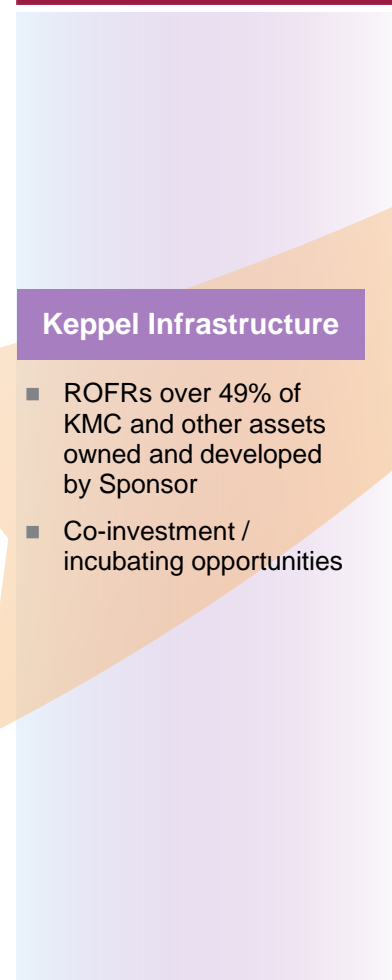 Keppel Infrastructure
ROFRs over 49% of
KMC and other assets
owned and developed
by Sponsor
Co-investment /
incubating opportunities